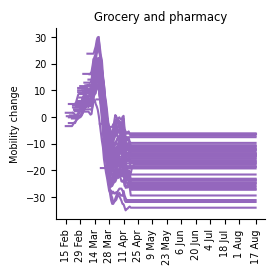 Grocery and pharmacy
Mobility change
30
20
10
0
−10
−20
−30
15 Feb
29 Feb
14 Mar
28 Mar
11 Apr
25 Apr
9 May
23 May
6 Jun
20 Jun
4 Jul
18 Jul
1 Aug
17 Aug